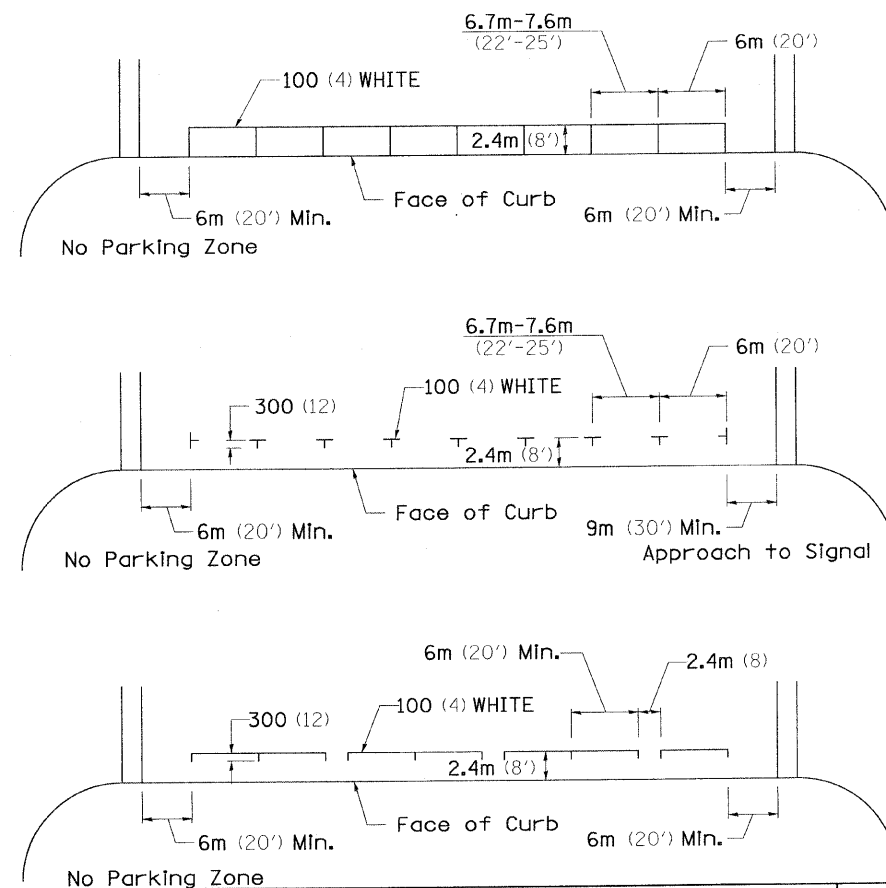 6.7m-7.6m
(22'-25')
6m (20')
100 (4) WHITE
2.4m (8')
Face of Curb
6m (20') Min.
6m (20') Min.
No Parking Zone
6.7m-7.6m
(22'-25')
6m (20')
300 (12)
100 (4) WHITE
2.4m (8')
Face of Curb
6m (20') Min.
9m (30') Min.
No Parking Zone
Approach to Signal
6m (20') Min.
2.4m (8)
300 (12)
100 (4) WHITE
2.4m (8')
Face of Curb
6m (20') Min.
6m (20') Min.
No Parking Zone